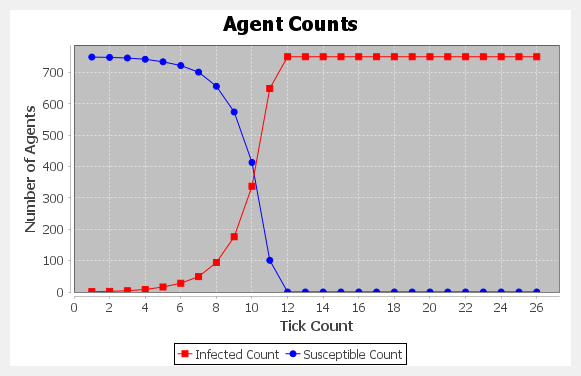 Agent Counts
Number of Agents
700
600
500
400
300
200
100
0
0 2 4 6 8 10 12 14 16 18 20 22 24 26
Tick Count
Infected Count Susceptible Count